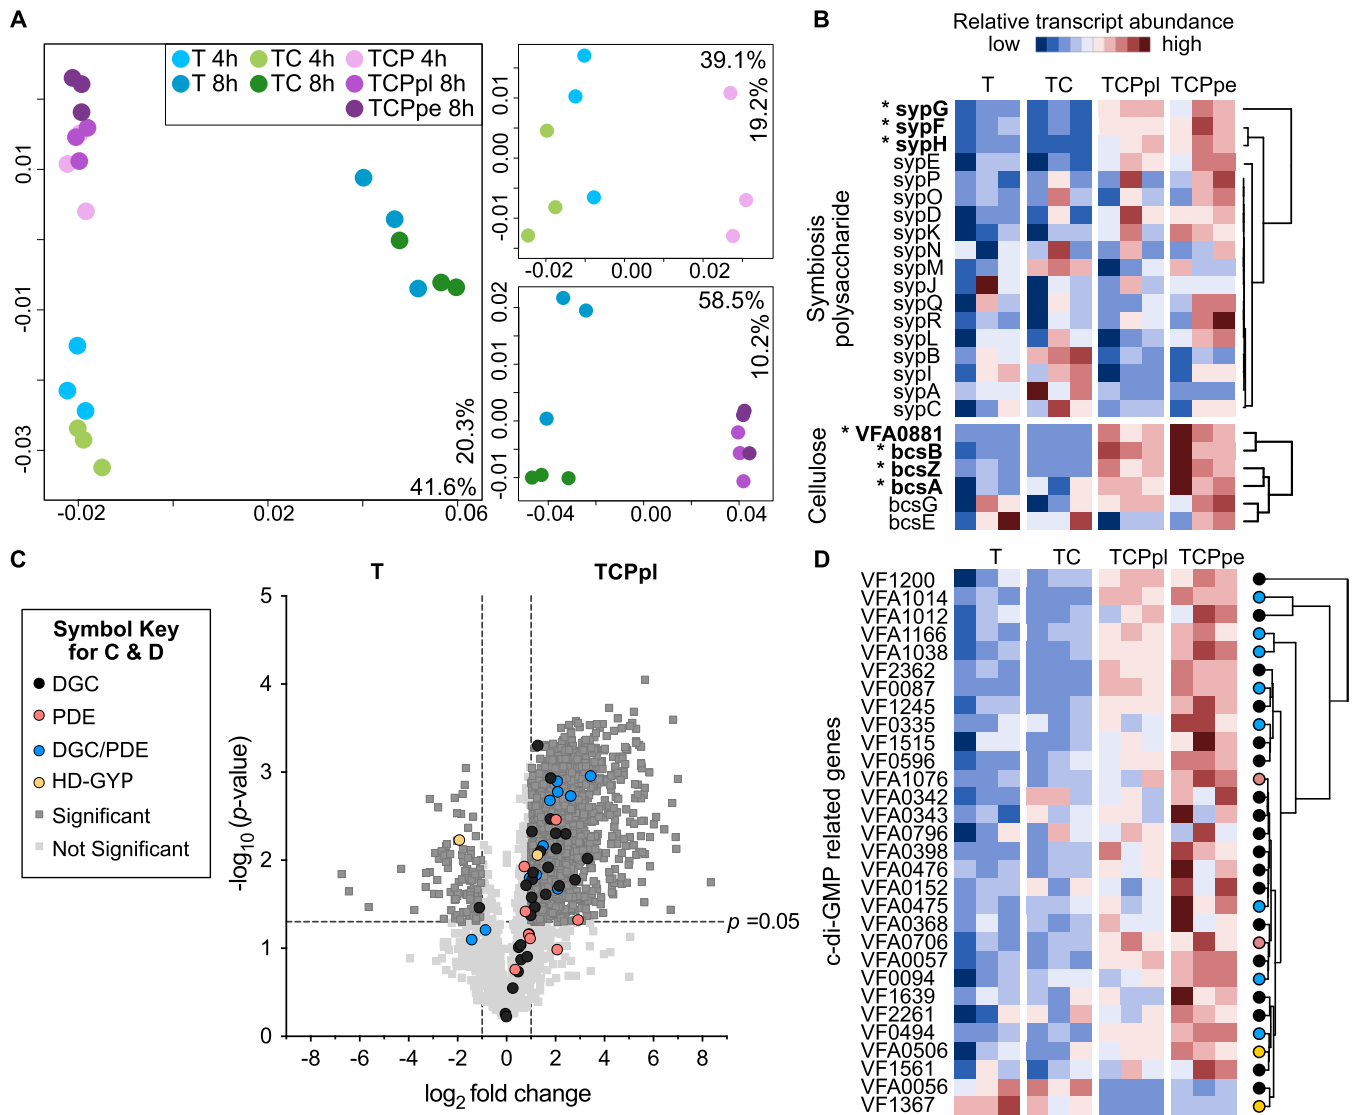 A
T 4h
TC 4h
TCP 4h
T 8h
TC 8h
TCPpl 8h
TCPpe 8h
0.01
-0.01
-0.03
20.3%
41.6%
-0.02
0.02
0.06
39.1%
19.2%
0.01
0.00
-0.01
-0.02
0.00
0.02
58.5%
10.2%
0.02
0.01
0.00
-0.01
-0.04
0.00
0.04
B
Relative transcript abundance
low
high
T
TC
TCPpl
TCPpe
Symbiosis
polysaccharide
* sypG
* sypF
* sypH
sypE
sypP
sypO
sypD
sypK
sypN
sypM
sypJ
sypQ
sypR
sypL
sypB
sypI
sypA
sypC
Cellulose
* VFA0881
* bcsB
* bcsZ
* bcsA
bcsG
bcsE
C
T
TCPpl
Symbol Key
for C & D
DGC
PDE
DGC/PDE
HD-GYP
Significant
Not Significant
-log10 (p-value)
5
4
3
2
1
0
p =0.05
-8
-6
-4
-2
0
2
4
6
8
log2 fold change
D
T
TC
TCPpl
TCPpe
c-di-GMP related genes
VF1200
VFA1014
VFA1012
VFA1166
VFA1038
VF2362
VF0087
VF1245
VF0335
VF1515
VF0596
VFA1076
VFA0342
VFA0343
VFA0796
VFA0398
VFA0476
VFA0152
VFA0475
VFA0368
VFA0706
VFA0057
VF0094
VF1639
VF2261
VF0494
VFA0506
VF1561
VFA0056
VF1367